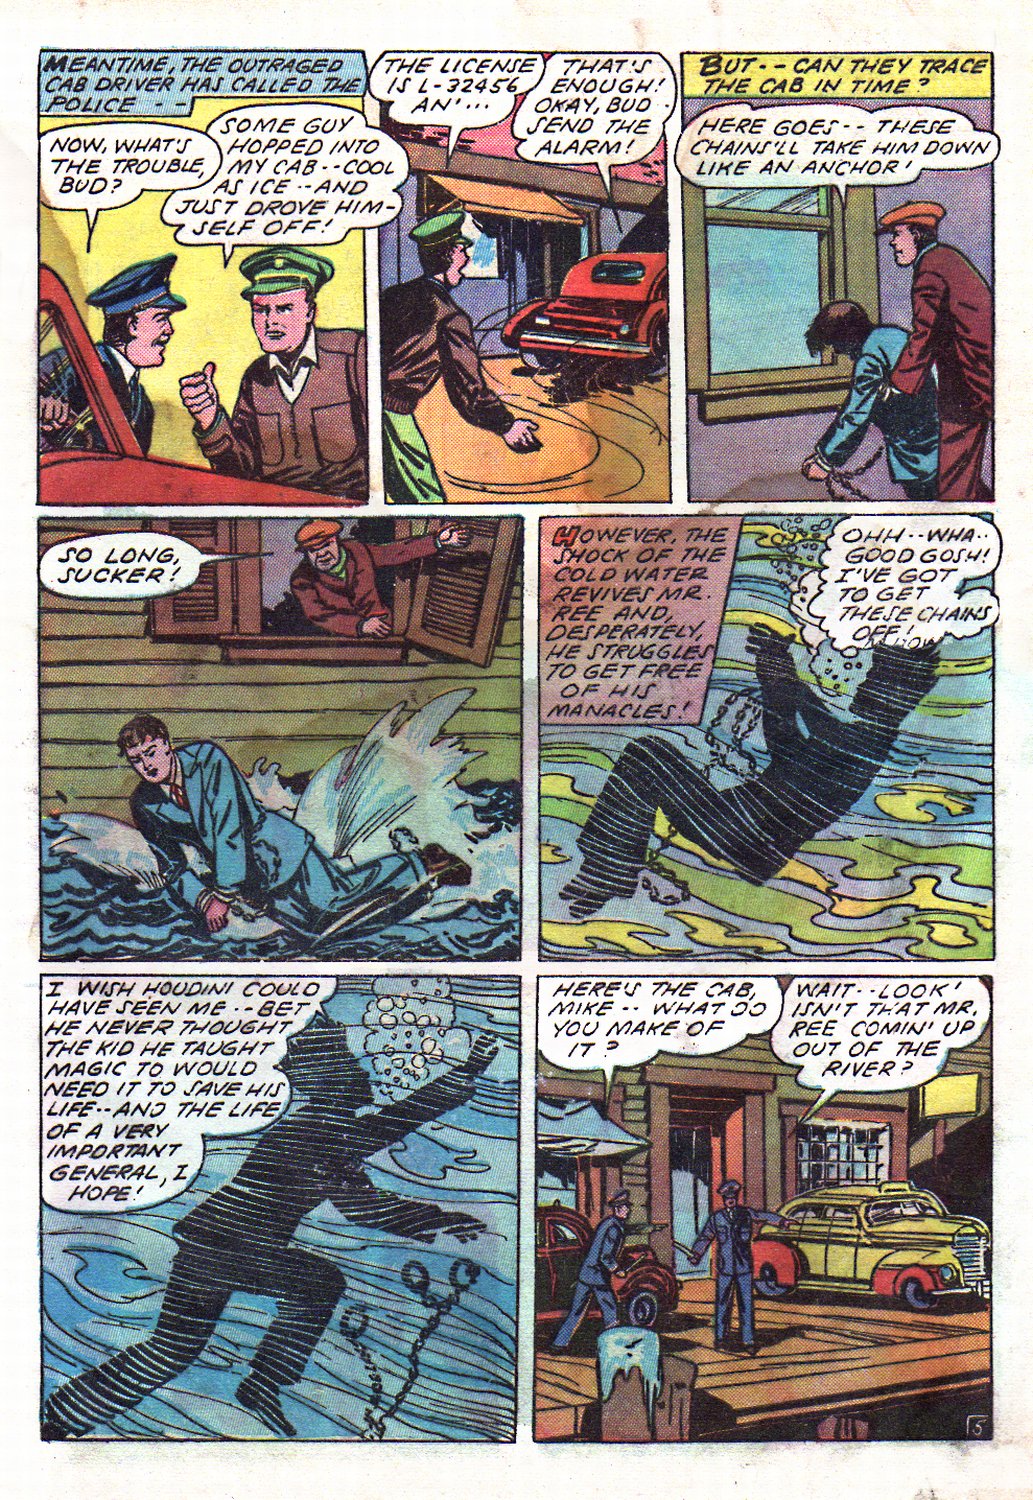 MEANTIME, THE OUTRAGED
CAB DRIVER HAS CALLED THE
POLICE --
NOW, WHAT'S
THE TROUBLE,
BUD?
SOME GUY
HOPPED INTO
MY CAB -- COOL
AS ICE -- AND
JUST DROVE HIM-
SELF OFF!
THE LICENSE
IS L-32456
AN'...
THAT'S
ENOUGH!
OKAY, BUD -
SEND THE
ALARM!
BUT -- CAN THEY TRACE
THE CAB IN TIME?
HERE GOES -- THESE
CHAINS'LL TAKE HIM DOWN
LIKE AN ANCHOR!
SO LONG,
SUCKER!
HOWEVER, THE
SHOCK OF THE
COLD WATER
REVIVES MR.
REE AND,
DESPERATELY,
HE STRUGGLES
TO GET FREE
OF HIS
MANACLES!
OHH -- WHA --
GOOD GOSH!
I'VE GOT
TO GET
THESE CHAINS
OFF!
I WISH HOUDINI COULD
HAVE SEEN ME -- BET
HE NEVER THOUGHT
THE KID HE TAUGHT
MAGIC TO WOULD
NEED IT TO SAVE HIS
LIFE -- AND THE LIFE
OF A VERY
IMPORTANT
GENERAL, I
HOPE!
HERE'S THE CAB,
MIKE -- WHAT DO
YOU MAKE OF
IT?
WAIT -- LOOK!
ISN'T THAT MR.
REE COMIN' UP
OUT OF THE
RIVER?
5